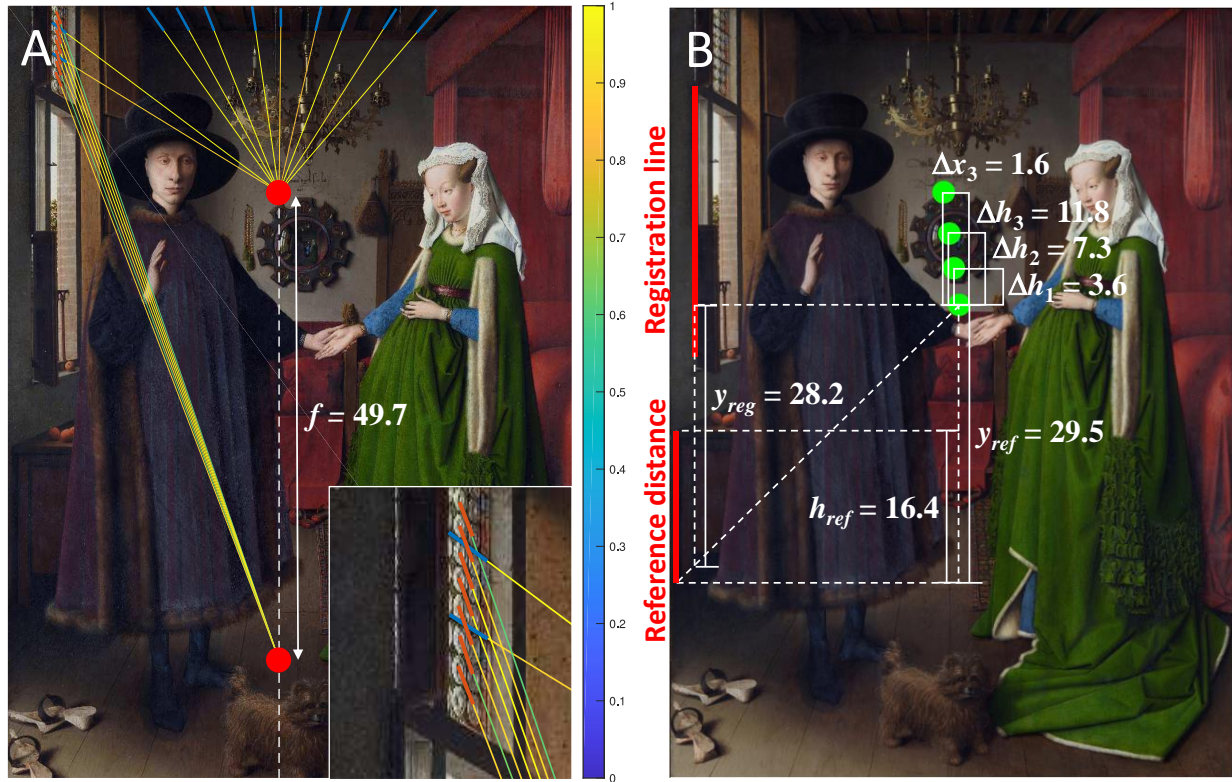 A
f = 49.7
1
0.9
0.8
0.7
0.6
0.5
0.4
0.3
0.2
0.1
0
Registration line
Reference distance
B
Δx3 = 1.6
Δh3 = 11.8
Δh2 = 7.3
Δh1 = 3.6
yreg = 28.2
yref = 29.5
href = 16.4